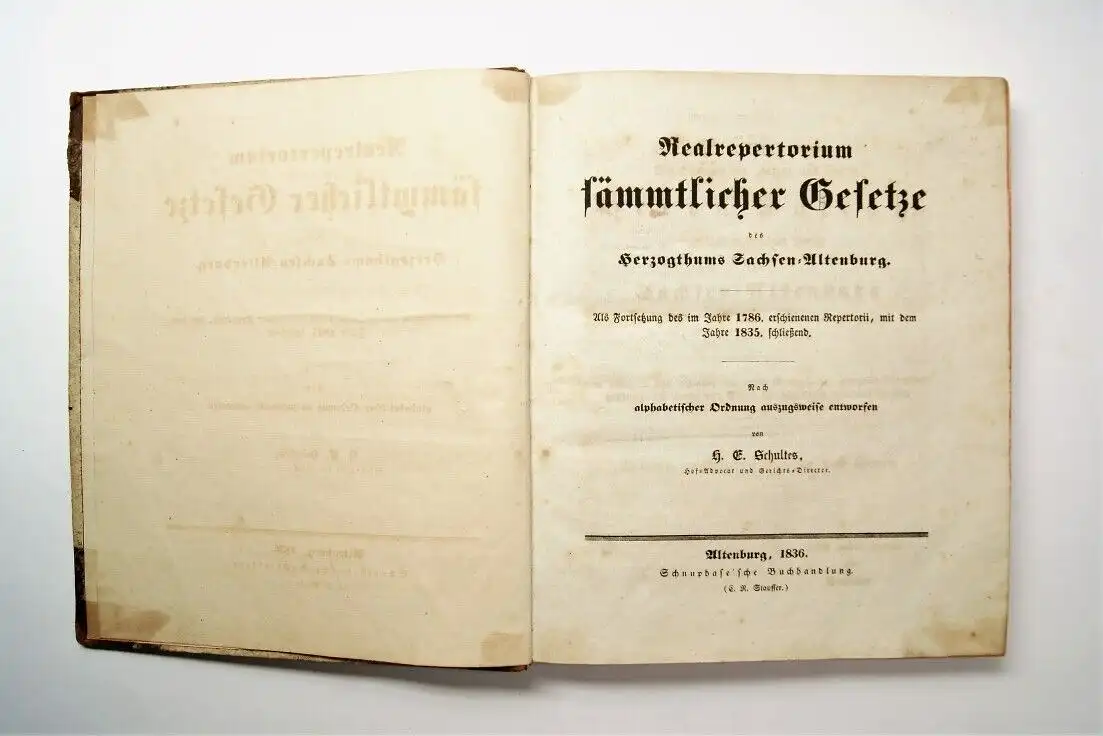 Realrepertorium
sämmtlicher Gesetze
des
Herzogthums Sachsen-Altenburg.
Als Fortsetzung des im Jahre 1786. erschienenen Repertorii, mit dem
Jahre 1835. schließend.
Nach
alphabetischer Ordnung auszugsweise entworfen
von
H. E. Schultes,
Hof-Advocat und Gerichts-Director.
Altenburg, 1836.
Schnuphase'sche Buchhandlung.
(E. R. Stauffer.)